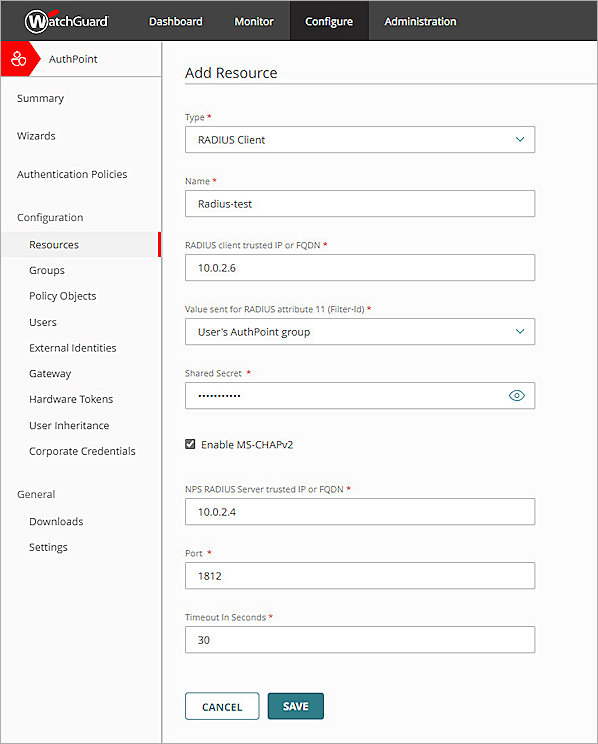 WatchGuard Dashboard Monitor Configure Administration
AuthPoint
Summary
Wizards
Authentication Policies
Configuration
Resources
Groups
Policy Objects
Users
External Identities
Gateway
Hardware Tokens
User Inheritance
Corporate Credentials
General
Downloads
Settings
Add Resource
Type *
RADIUS Client
Name *
Radius-test
RADIUS client trusted IP or FQDN *
10.0.2.6
Value sent for RADIUS attribute 11 (Filter-Id) *
User's AuthPoint group
Shared Secret *
•••••••••••
Enable MS-CHAPv2
NPS RADIUS Server trusted IP or FQDN *
10.0.2.4
Port *
1812
Timeout In Seconds *
30
CANCEL SAVE